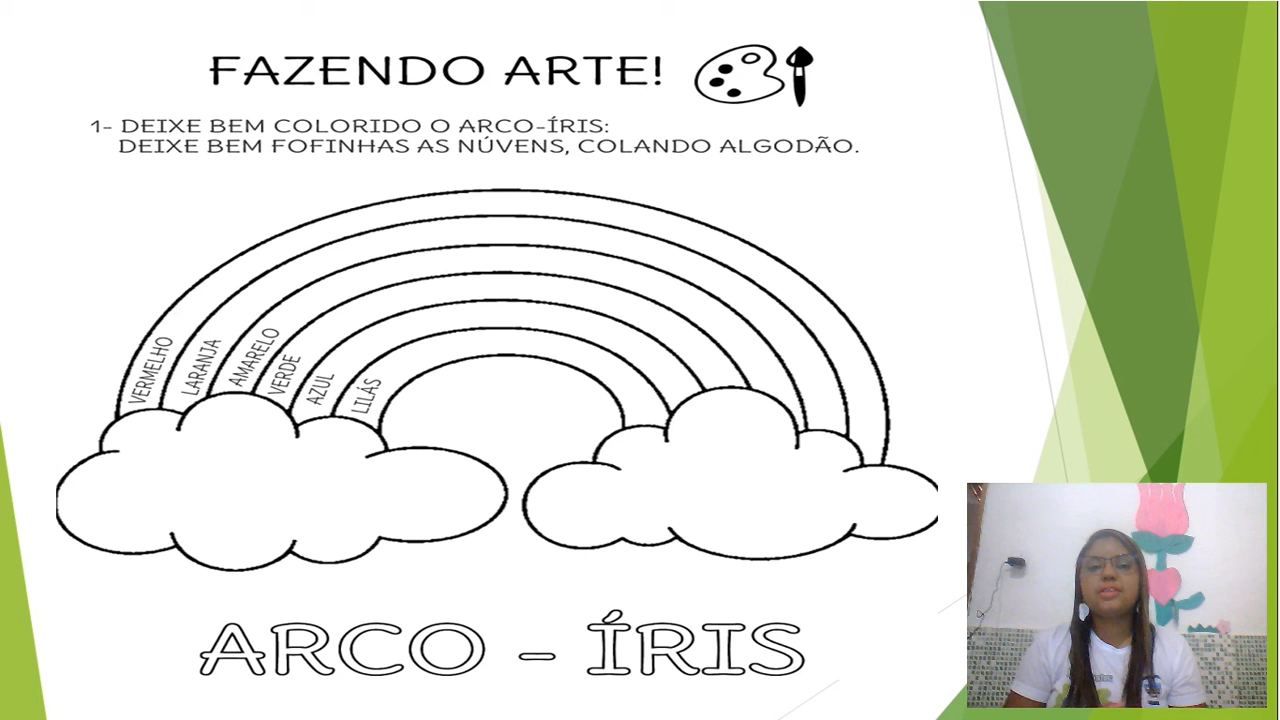 FAZENDO ARTE!
1- DEIXE BEM COLORIDO O ARCO-ÍRIS:
DEIXE BEM FOFINHAS AS NÚVENS, COLANDO ALGODÃO.
VERMELHO
LARANJA
AMARELO
VERDE
AZUL
LILÁS
ARCO - ÍRIS